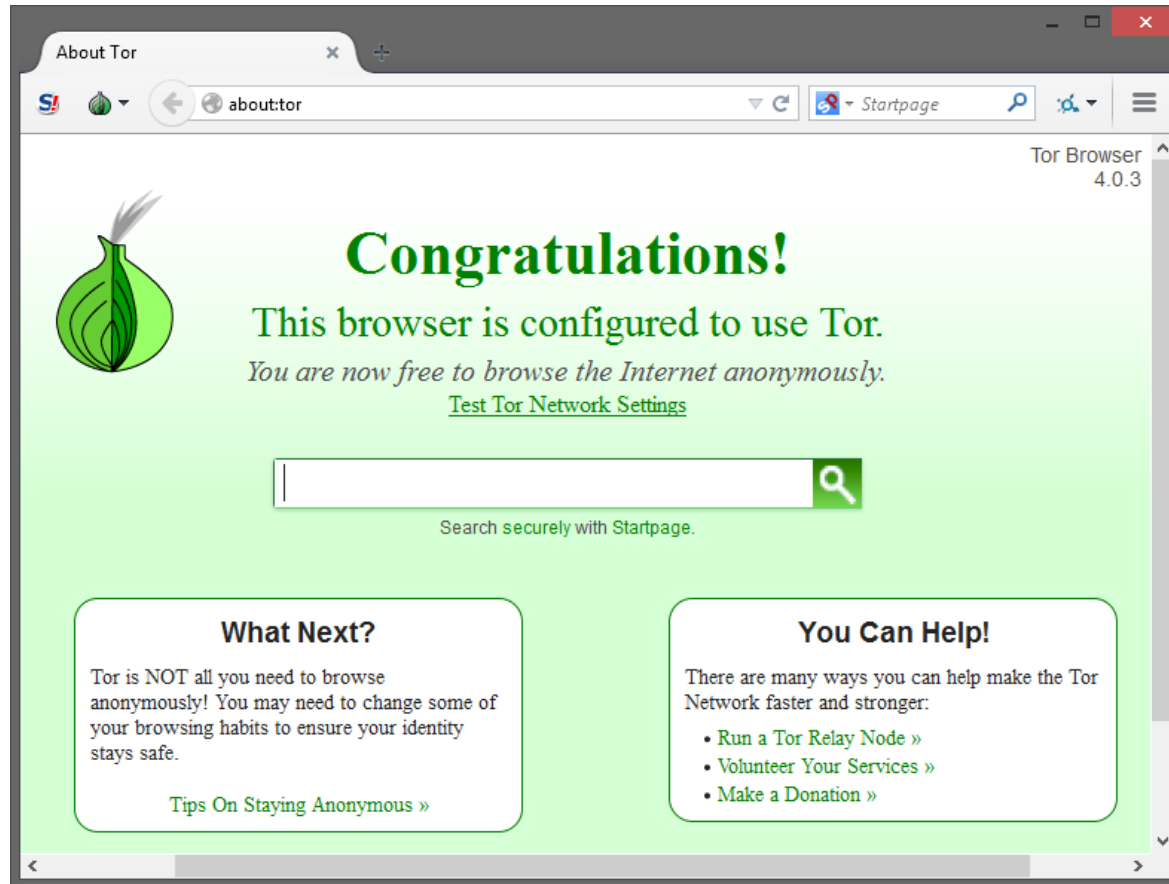 About Tor
S!
about:tor
Startpage
Tor Browser
4.0.3
Congratulations!
This browser is configured to use Tor.
You are now free to browse the Internet anonymously.
Test Tor Network Settings
Search securely with Startpage.
What Next?
Tor is NOT all you need to browse
anonymously! You may need to change some of
your browsing habits to ensure your identity
stays safe.
Tips On Staying Anonymous »
You Can Help!
There are many ways you can help make the Tor
Network faster and stronger:
• Run a Tor Relay Node »
• Volunteer Your Services »
• Make a Donation »